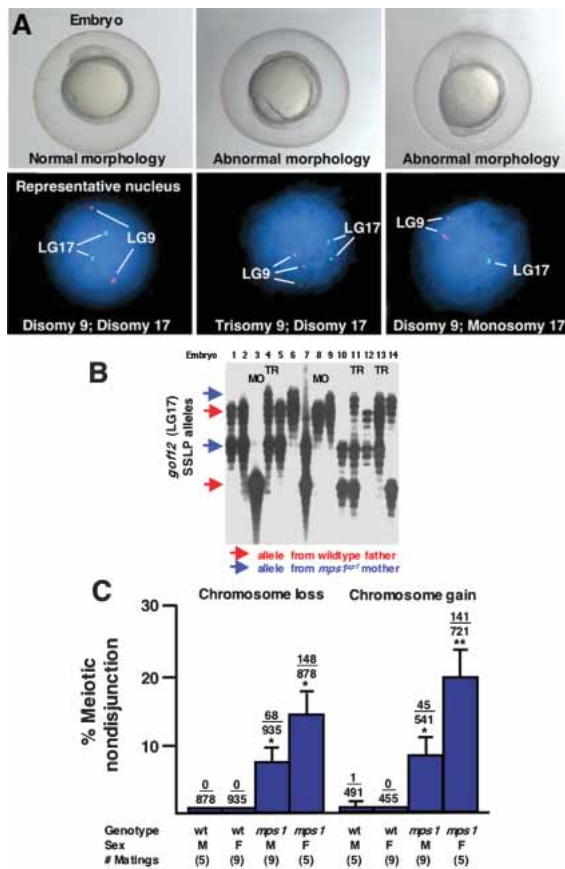 A
Embryo
Normal morphology
Abnormal morphology
Abnormal morphology
Representative nucleus
LG17
LG9
Disomy 9; Disomy 17
LG9
LG17
Trisomy 9; Disomy 17
LG9
LG17
Disomy 9; Monosomy 17
B
Embryo 1 2 3 4 5 6 7 8 9 10 11 12 13 14
MO TR MO TR TR
gof12 (LG17)
SSLP alleles
allele from wildtype father
allele from mother
C
% Meiotic
nondisjunction
30
20
10
Chromosome loss
Chromosome gain
0
878
0
935
68
935
*
148
878
*
1
491
0
455
45
541
*
141
721
**
Genotype wt wt mps1 mps1 wt wt mps1 mps1
Sex M F M F M F M F
# Matings (5) (9) (9) (5) (5) (9) (9) (5)